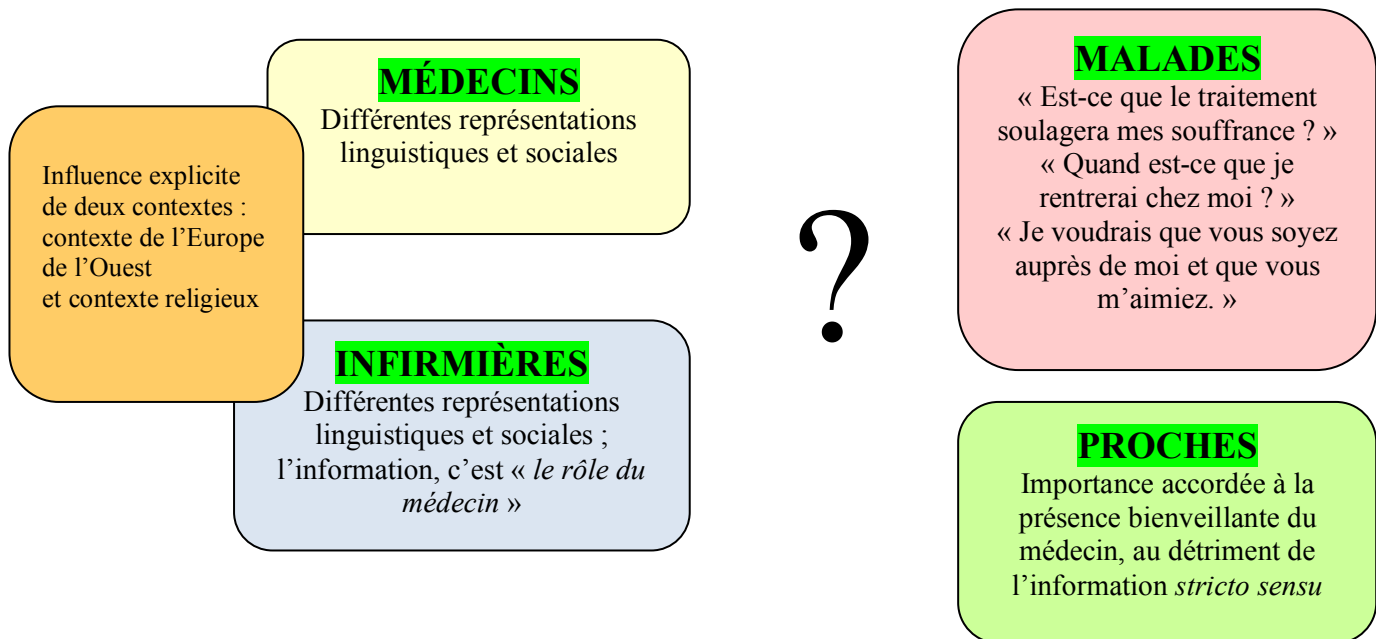 MÉDECINS
Différentes représentations
linguistiques et sociales
Influence explicite
de deux contextes :
contexte de l’Europe
de l’Ouest
et contexte religieux
INFIRMIÈRES
Différentes représentations
linguistiques et sociales ;
l’information, c’est « le rôle du
médecin »
?
MALADES
« Est-ce que le traitement
soulagera mes souffrance ? »
« Quand est-ce que je
rentrerai chez moi ? »
« Je voudrais que vous soyez
auprès de moi et que vous
m’aimiez. »
PROCHES
Importance accordée à la
présence bienveillante du
médecin, au détriment de
l’information stricto sensu